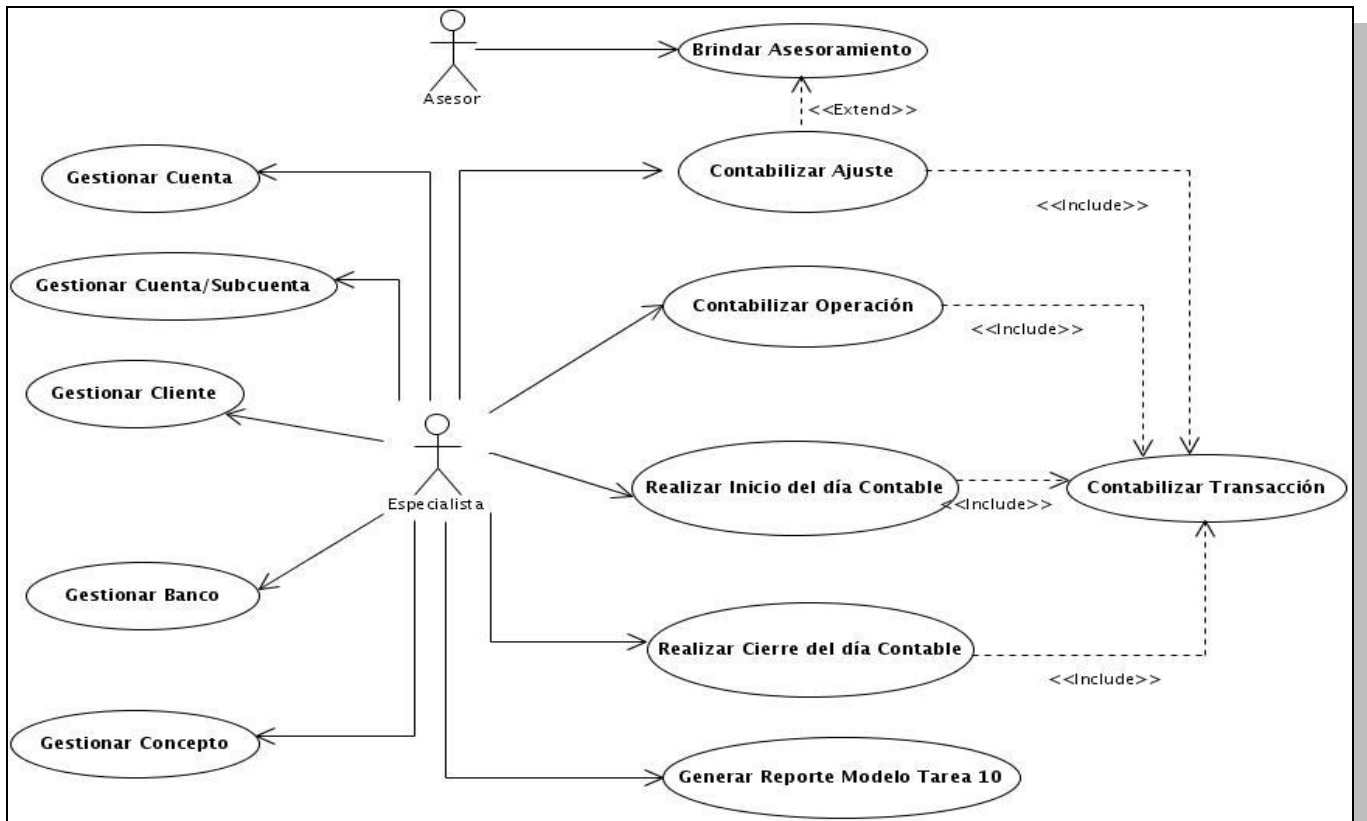 Brindar Asesoramiento
Asesor
<<Extend>>
Gestionar Cuenta
Contabilizar Ajuste
<<Include>>
Gestionar Cuenta/Subcuenta
Contabilizar Operación
<<Include>>
Gestionar Cliente
Especialista
Realizar Inicio del día Contable
<<Include>>
Contabilizar Transacción
Gestionar Banco
Realizar Cierre del día Contable
<<Include>>
Gestionar Concepto
Generar Reporte Modelo Tarea 10